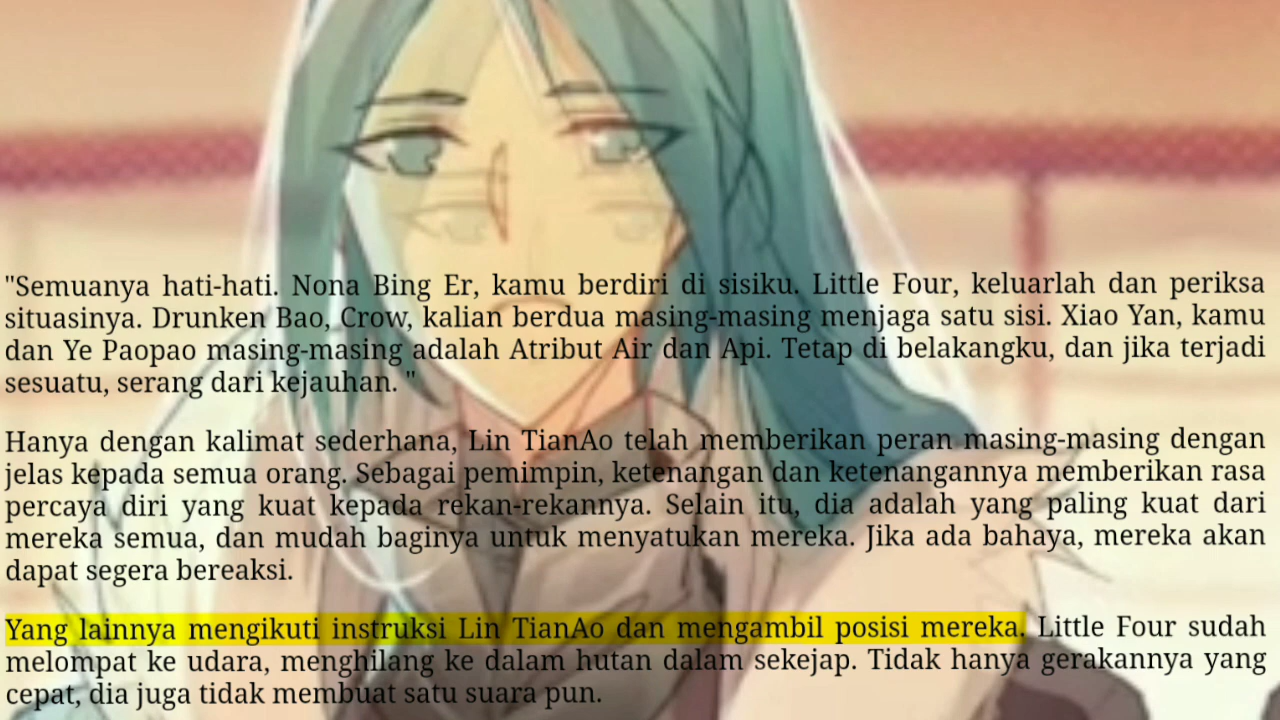 "Semuanya hati-hati. Nona Bing Er, kamu berdiri di sisiku. Little Four, keluarlah dan periksa
situasinya. Drunken Bao, Crow, kalian berdua masing-masing menjaga satu sisi. Xiao Yan, kamu
dan Ye Paopao masing-masing adalah Atribut Air dan Api. Tetap di belakangku, dan jika terjadi
sesuatu, serang dari kejauhan. "
Hanya dengan kalimat sederhana, Lin TianAo telah memberikan peran masing-masing dengan
jelas kepada semua orang. Sebagai pemimpin, ketenangan dan ketenangannya memberikan rasa
percaya diri yang kuat kepada rekan-rekannya. Selain itu, dia adalah yang paling kuat dari
mereka semua, dan mudah baginya untuk menyatukan mereka. Jika ada bahaya, mereka akan
dapat segera bereaksi.
Yang lainnya mengikuti instruksi Lin TianAo dan mengambil posisi mereka. Little Four sudah
melompat ke udara, menghilang ke dalam hutan dalam sekejap. Tidak hanya gerakannya yang
cepat, dia juga tidak membuat satu suara pun.